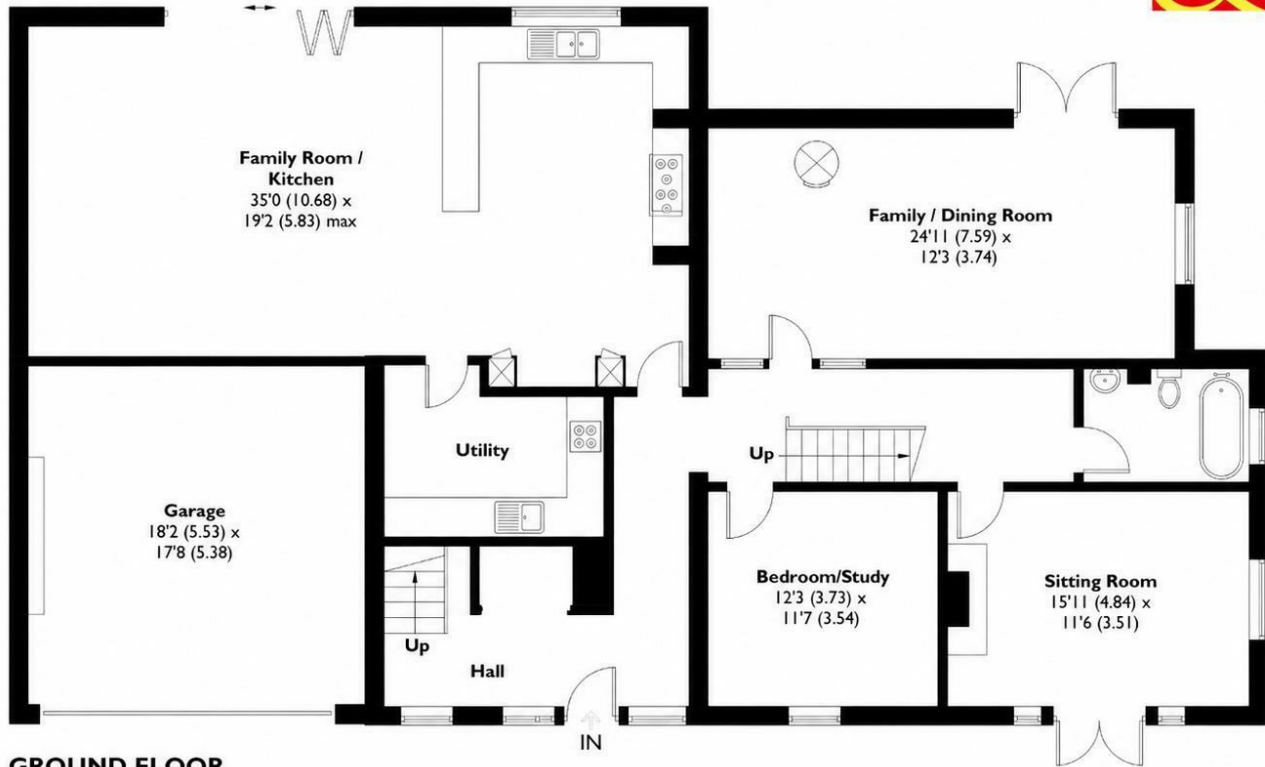 Family Room /
Kitchen
35'0 (10.68) x
19'2 (5.83) max
Family / Dining Room
24'11 (7.59) x
12'3 (3.74)
Utility
Up
Garage
18'2 (5.53) x
17'8 (5.38)
Bedroom/Study
12'3 (3.73) x
11'7 (3.54)
Sitting Room
15'11 (4.84) x
11'6 (3.51)
Up
Hall
IN
GROUND FLOOR